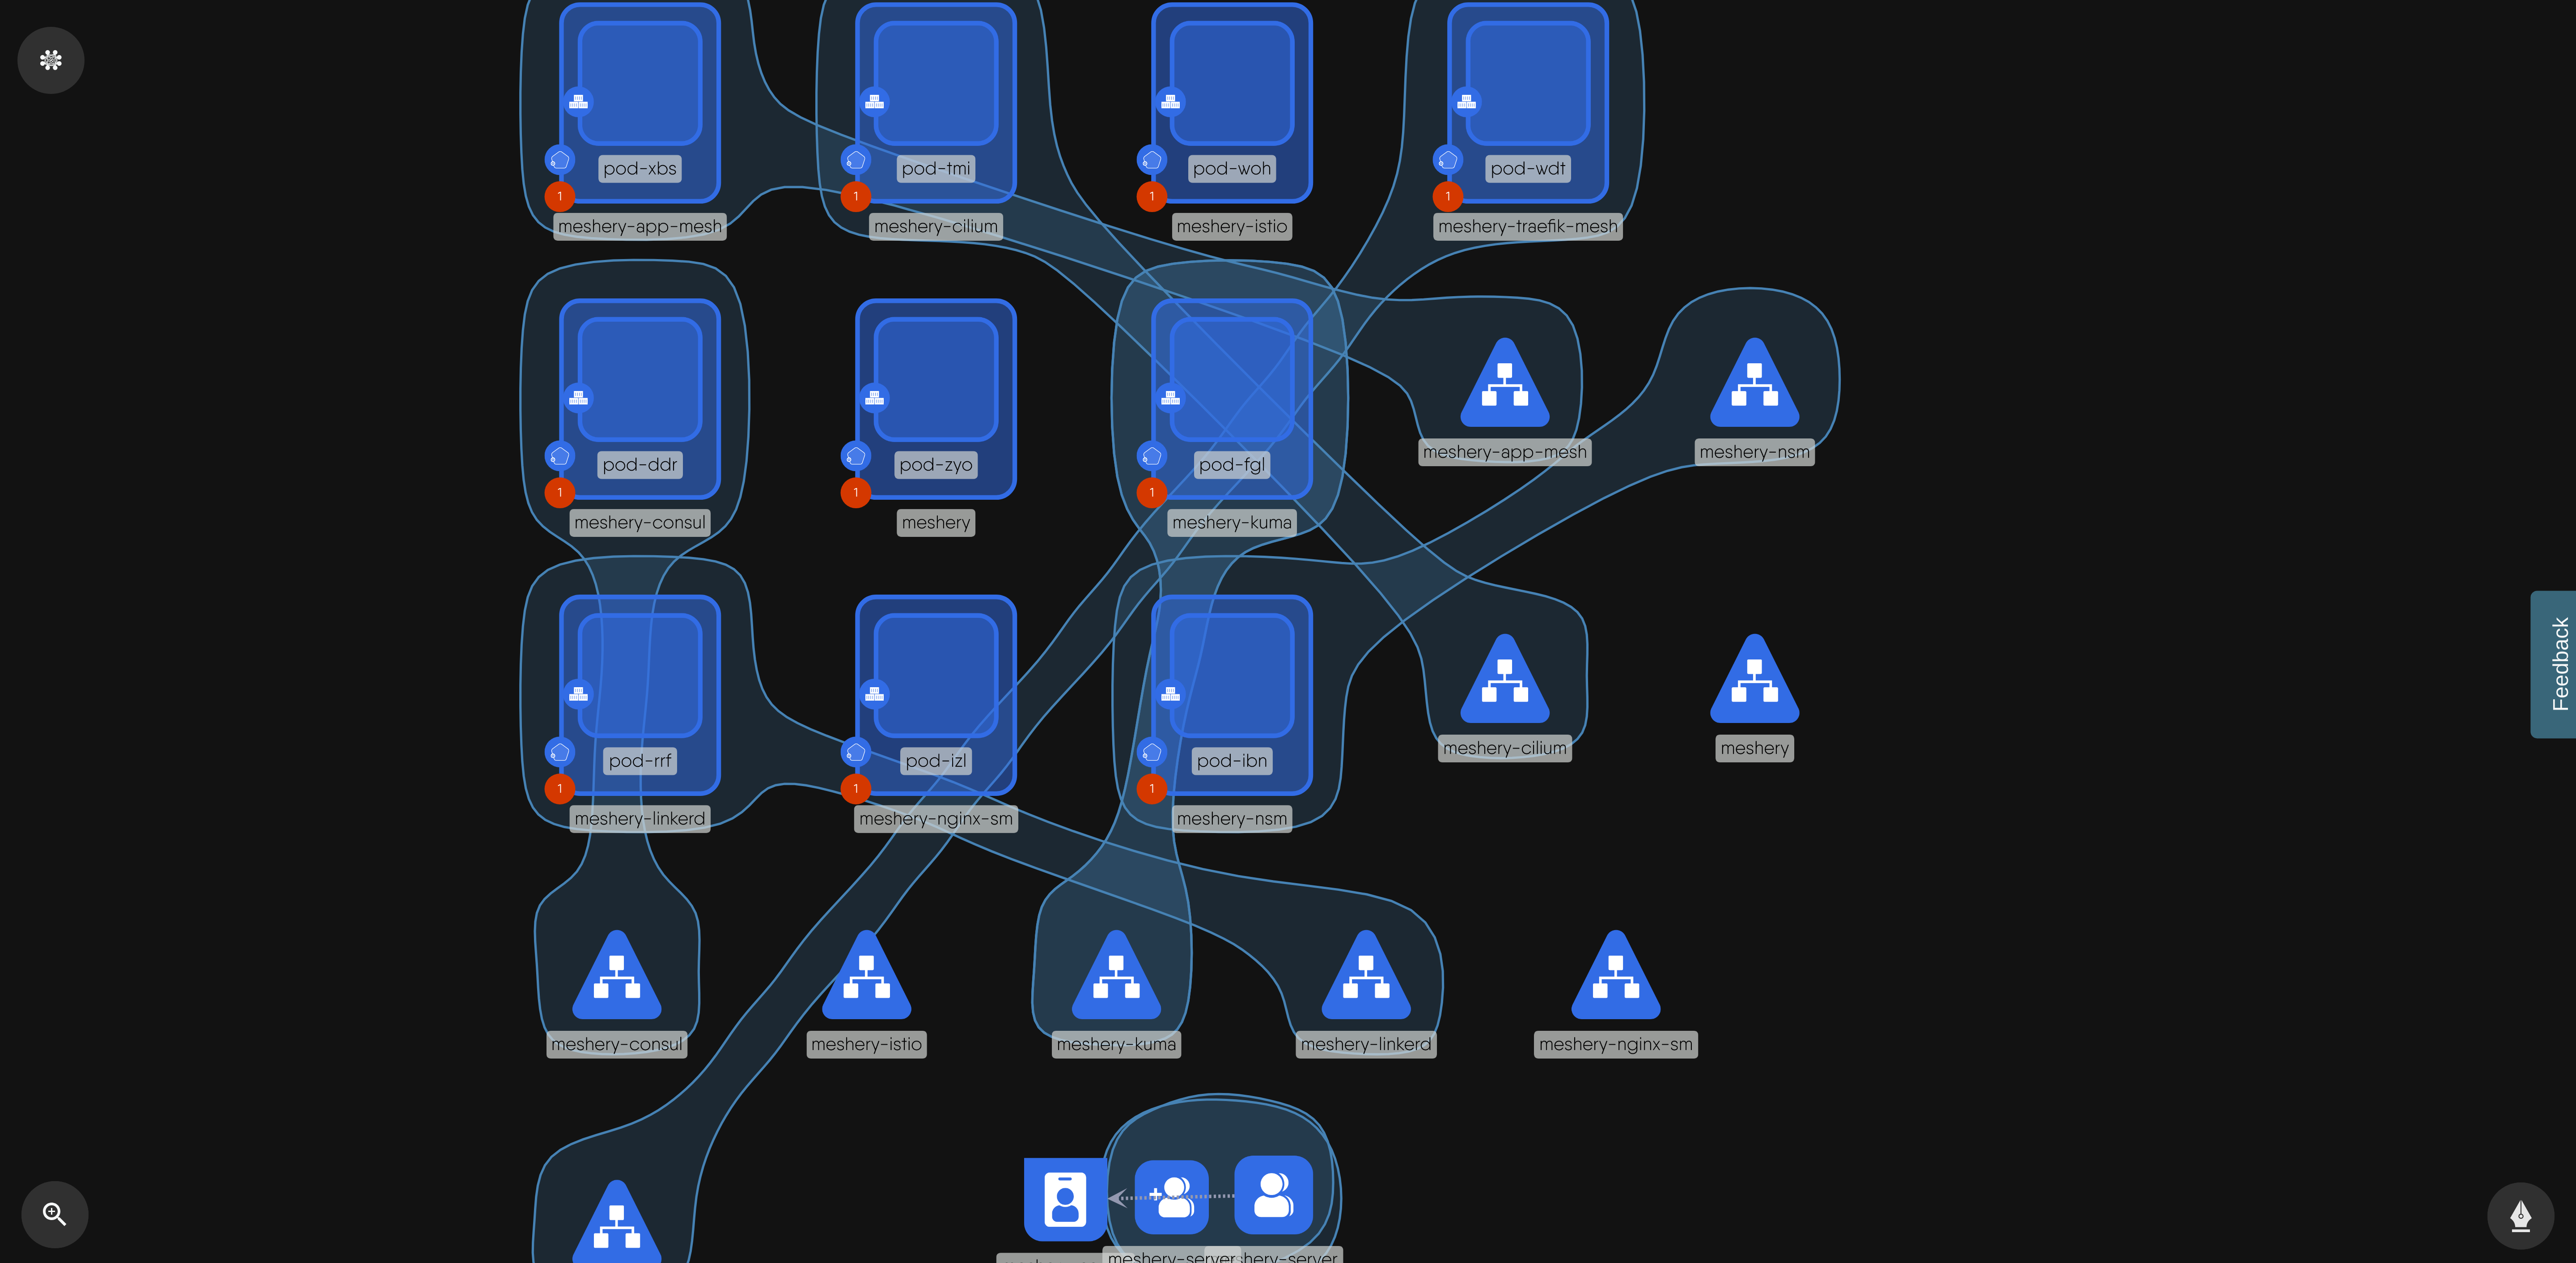 pod-xbs
pod-tmi
pod-woh
pod-wdt
1
1
1
1
meshery-app-mesh
meshery-cilium
meshery-istio
meshery-traefik-mesh
pod-ddr
pod-zyo
pod-fgl
meshery-app-mesh
meshery-nsm
1
1
1
meshery-consul
meshery
meshery-kuma
Feedback
pod-rrf
pod-izl
pod-ibn
meshery-cilium
meshery
1
1
1
meshery-linkerd
meshery-nginx-sm
meshery-nsm
meshery-consul
meshery-istio
meshery-kuma
meshery-linkerd
meshery-nginx-sm
meshery-server